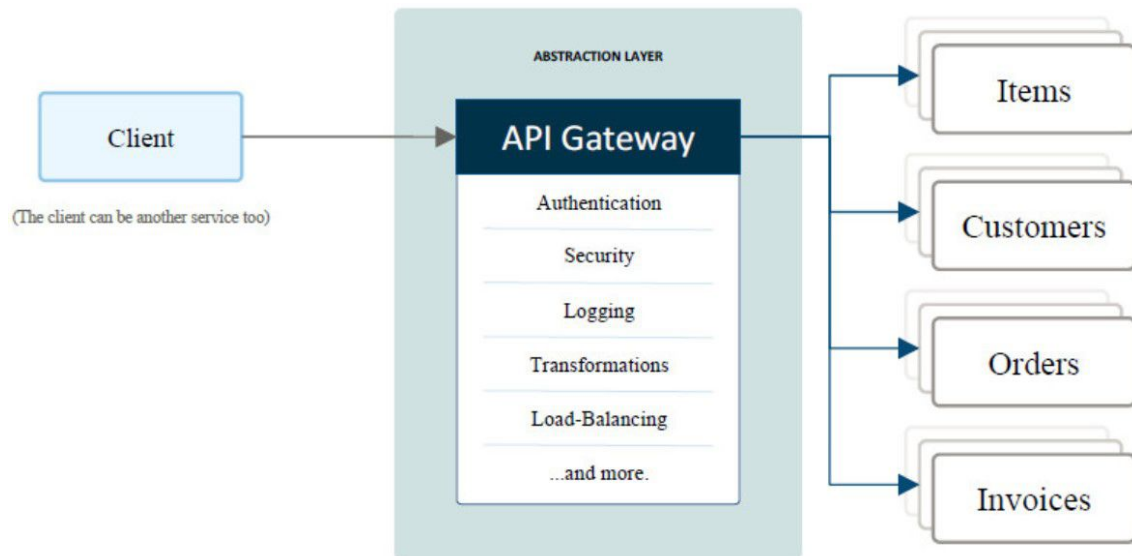 ABSTRACTION LAYER
Client
(The client can be another service too)
API Gateway
Authentication
Security
Logging
Transformations
Load-Balancing
...and more.
Items
Customers
Orders
Invoices